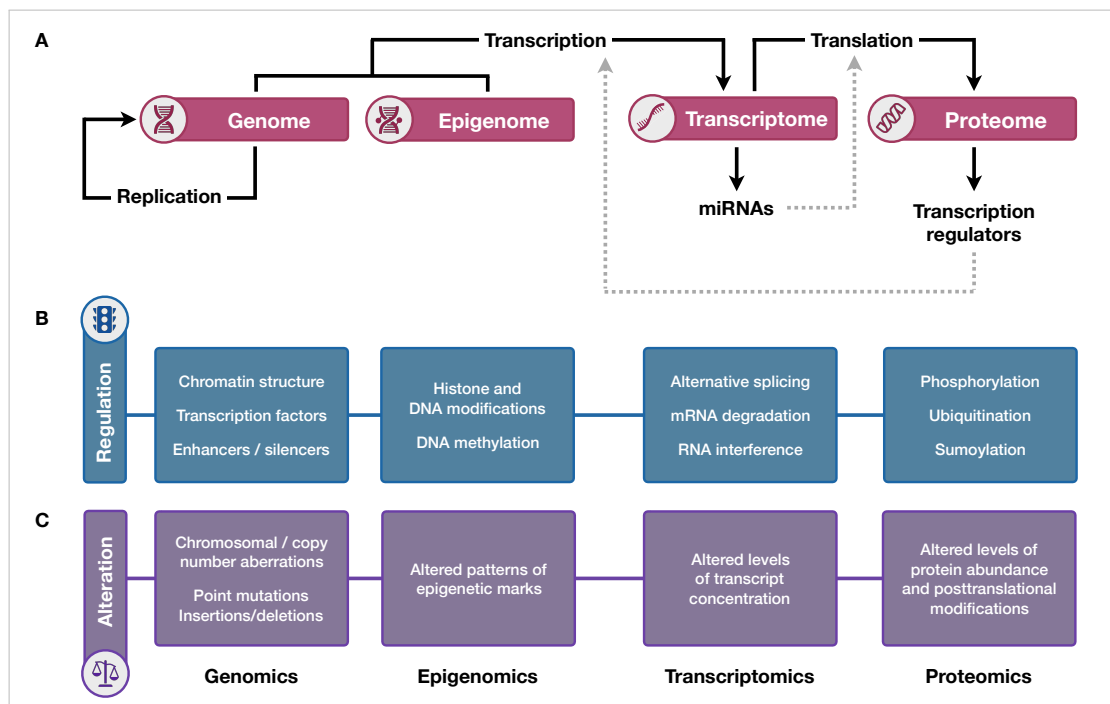 A
Transcription
Translation
Genome
Epigenome
Transcriptome
Proteome
Replication
miRNAs
Transcription
regulators
B
Regulation
Chromatin structure
Transcription factors
Enhancers / silencers
Histone and
DNA modifications
DNA methylation
Alternative splicing
mRNA degradation
RNA interference
Phosphorylation
Ubiquitination
Sumoylation
C
Alteration
Chromosomal / copy
number aberrations
Point mutations
Insertions/deletions
Altered patterns of
epigenetic marks
Altered levels
of transcript
concentration
Altered levels of
protein abundance
and posttranslational
modifications
Genomics
Epigenomics
Transcriptomics
Proteomics